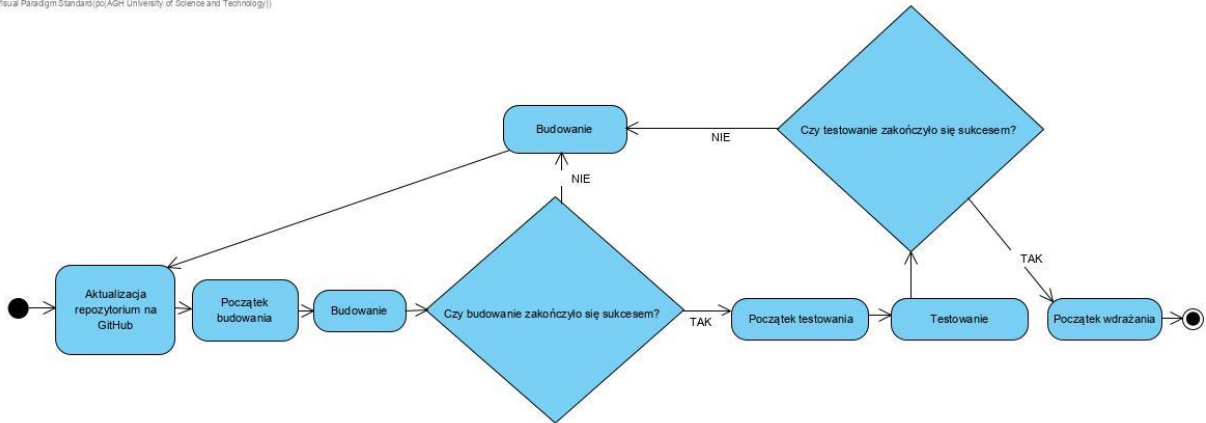 Visual Paradigm Standard(po(AGH University of Science and Technology))
Budowanie
NIE
Czy testowanie zakończyło się sukcesem?
NIE
TAK
Aktualizacja
repozytorium na
GitHub
Początek
budowania
Budowanie
Czy budowanie zakończyło się sukcesem?
TAK
Początek testowania
Testowanie
Początek wdrażania